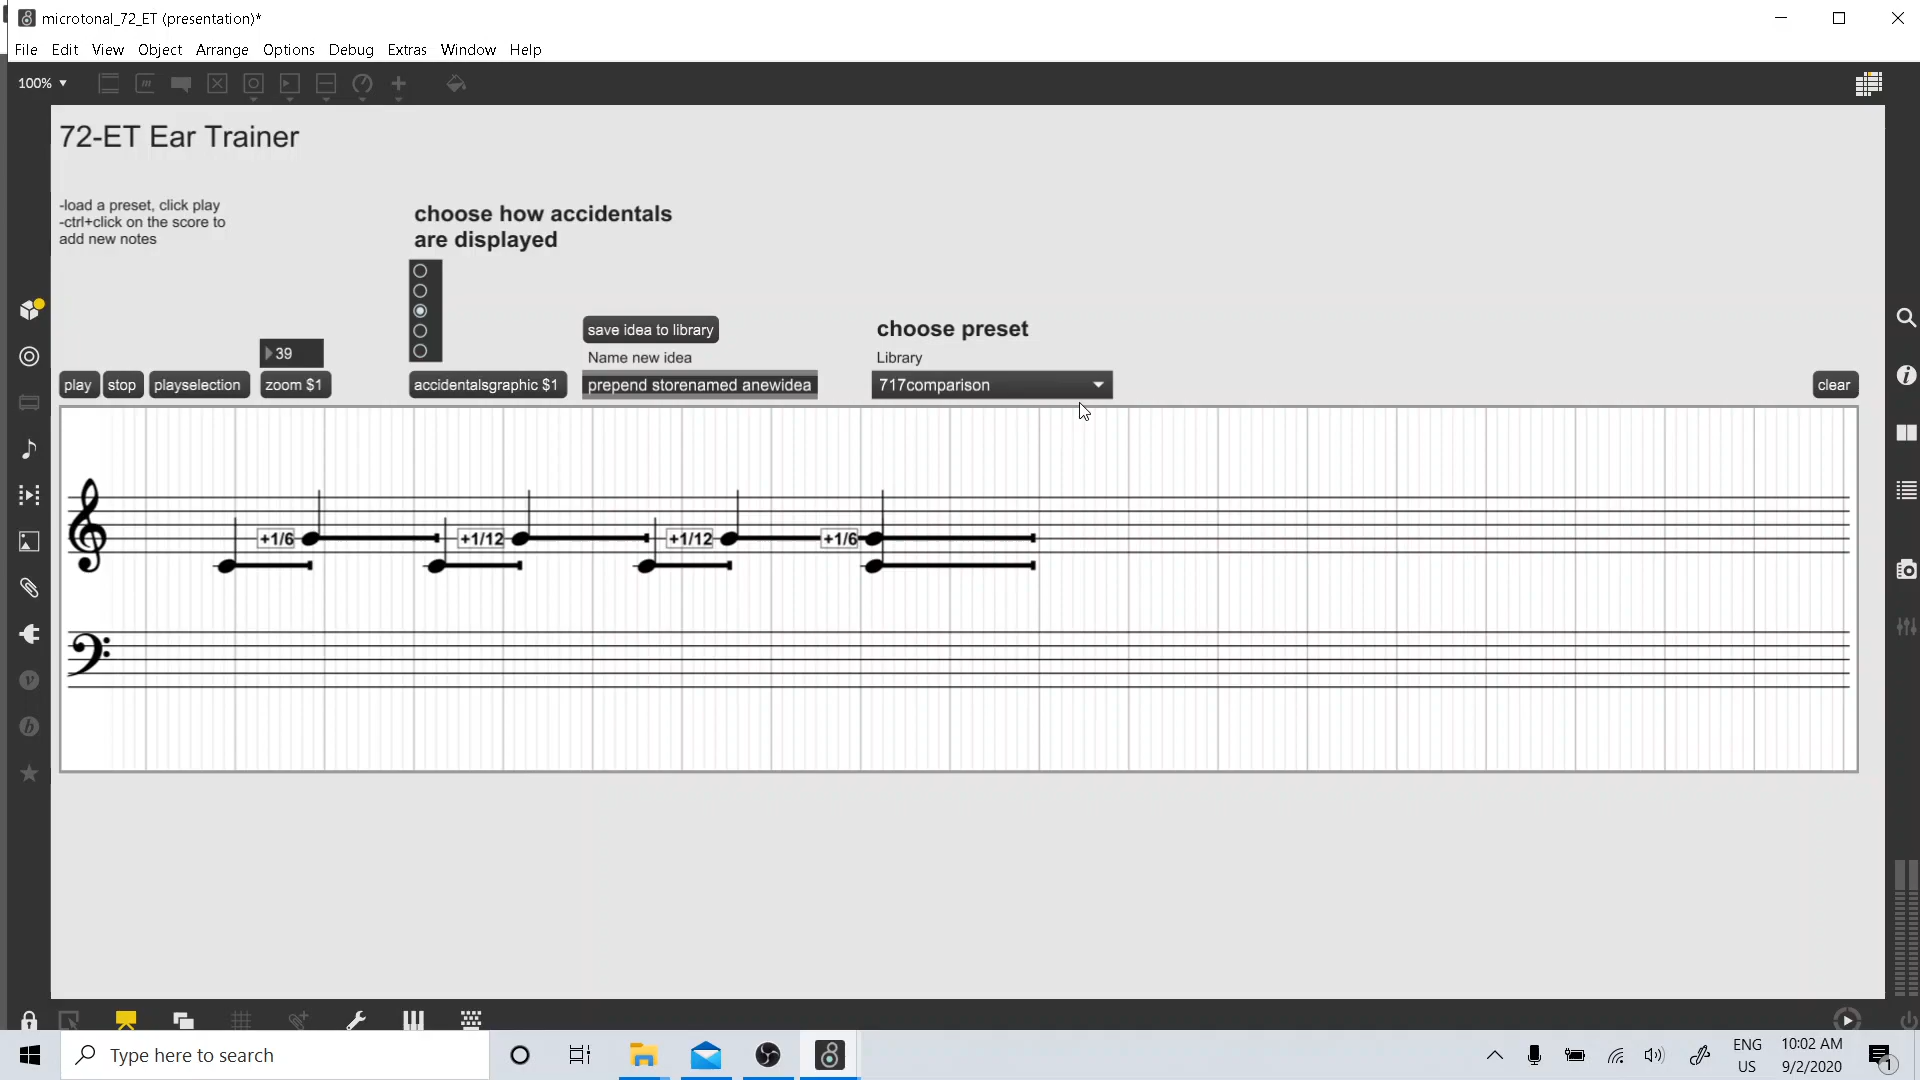 microtonal_72_ET (presentation)*
File Edit View Object Arrange Options Debug Extras Window Help
100%
72-ET Ear Trainer
-load a preset, click play
-ctrl+click on the score to
add new notes
choose how accidentals
are displayed
save idea to library
choose preset
39
Name new idea
Library
play stop playselection zoom $1 accidentalsgraphic $1 prepend storenamed anewidea 717comparison clear
+1/6 +1/12 +1/12 +1/6
Type here to search
ENG
US
10:02 AM
9/2/2020
1